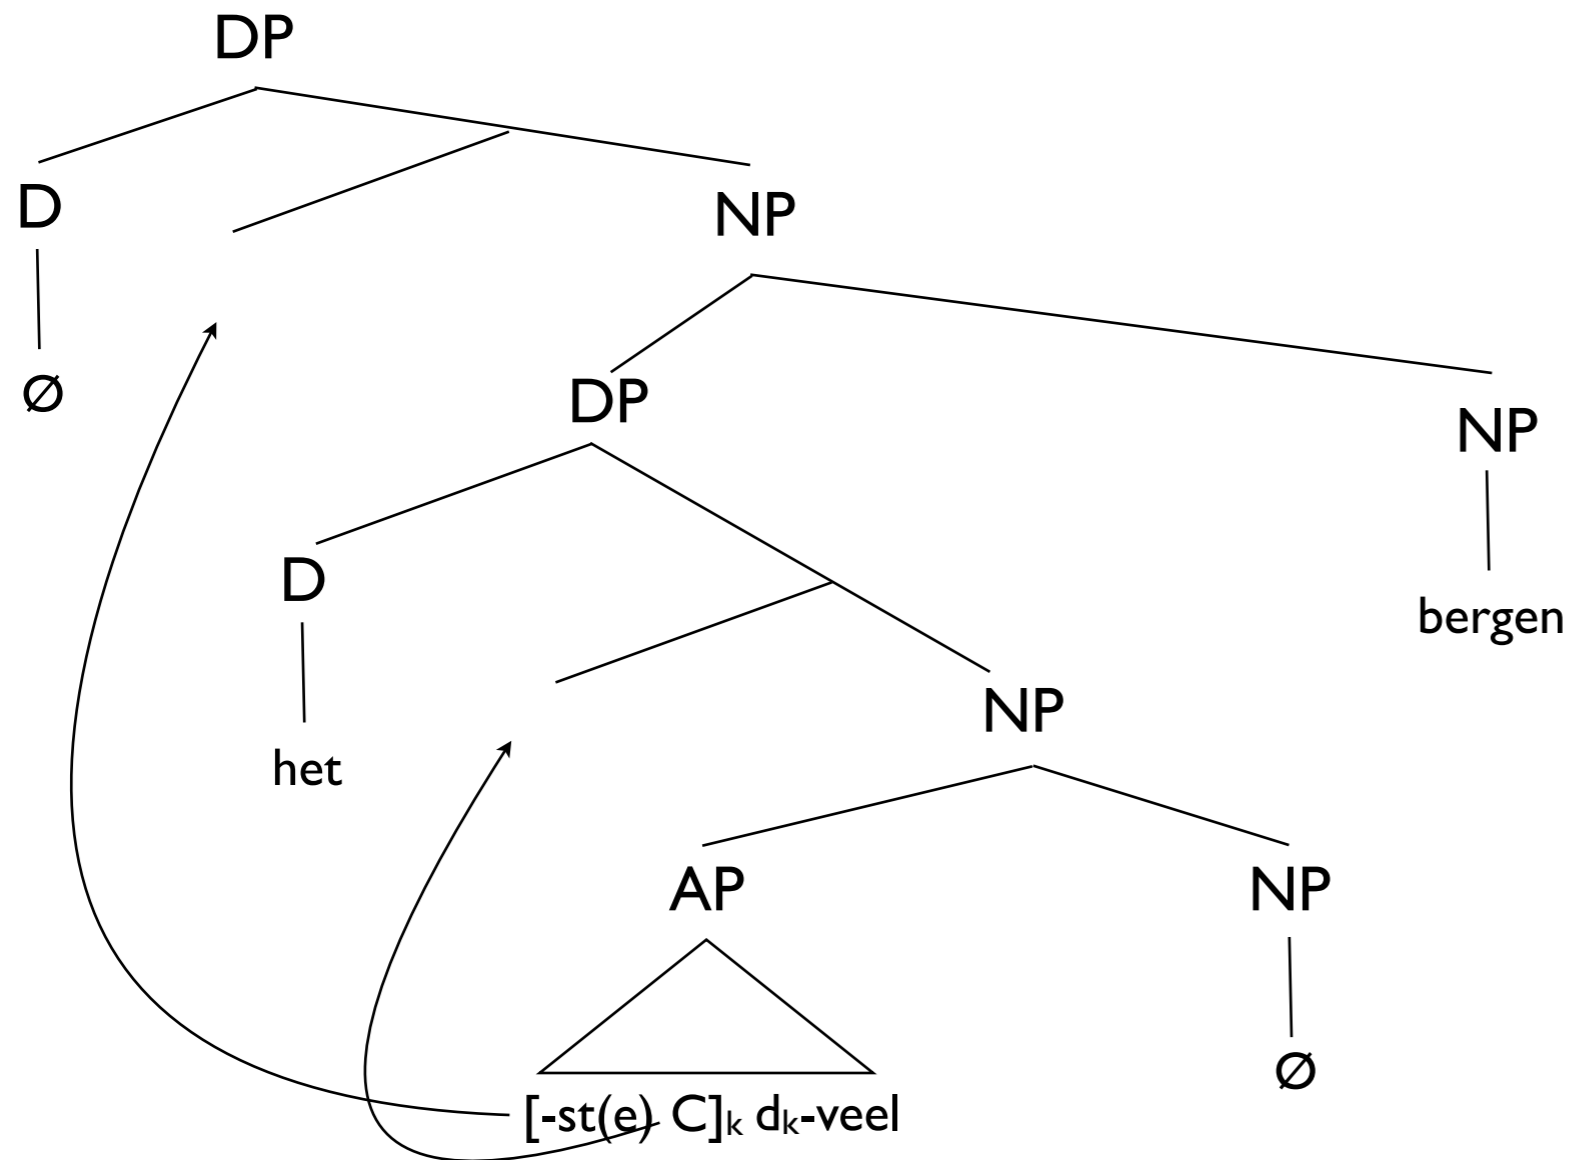 DP
D
NP
Ø
DP
NP
D
bergen
NP
het
AP
NP
Ø
[-st(e) C]k dk-veel